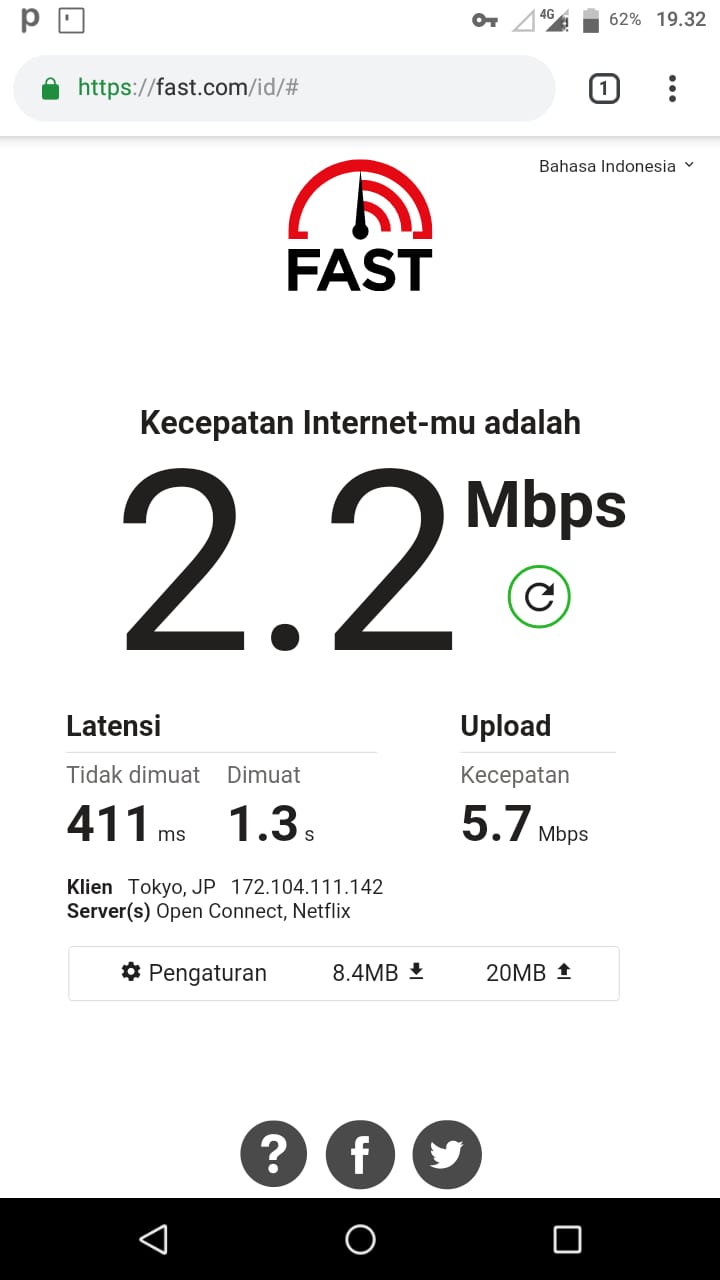 p 4G 62% 19.32
https://fast.com/id/# 1
Bahasa Indonesia
FAST
Kecepatan Internet-mu adalah
2.2 Mbps
Latensi Upload
Tidak dimuat Dimuat Kecepatan
411 ms 1.3 s 5.7 Mbps
Klien Tokyo, JP 172.104.111.142
Server(s) Open Connect, Netflix
Pengaturan 8.4MB 20MB
? f